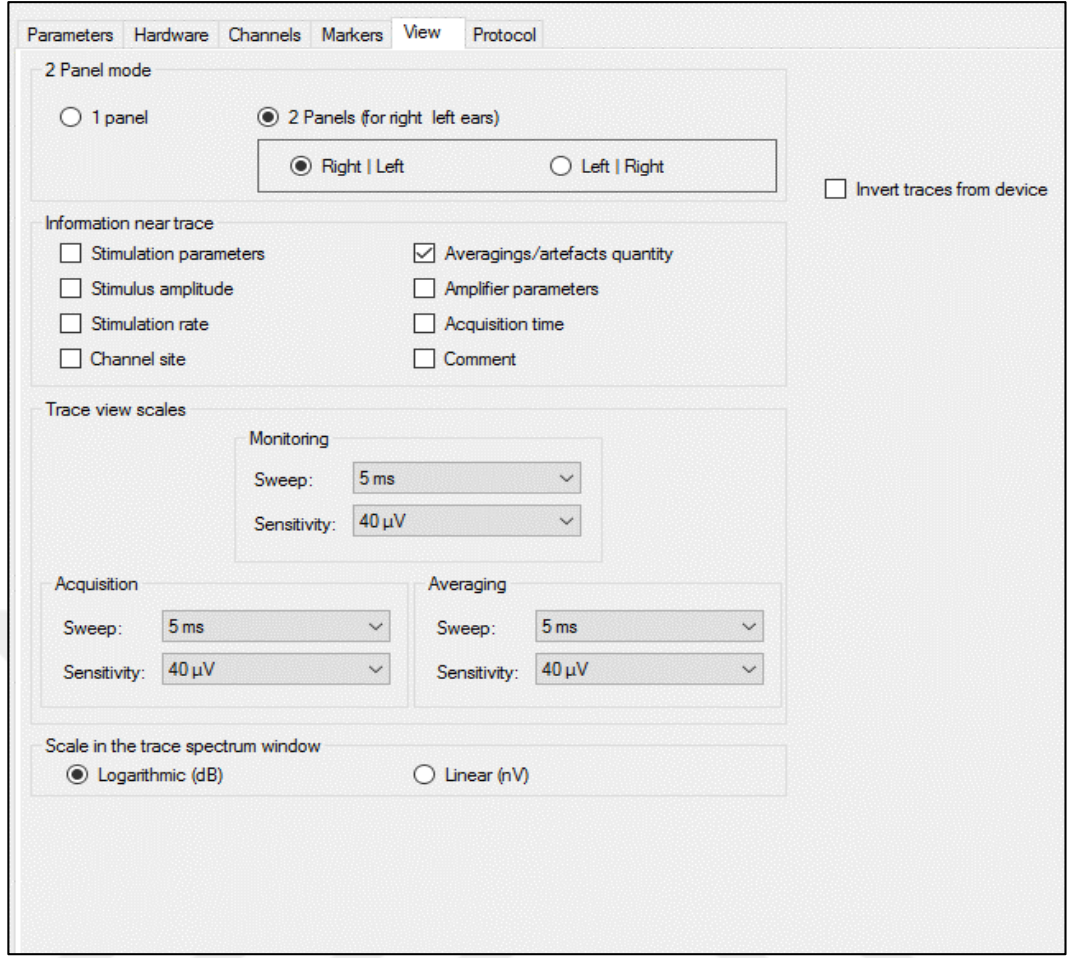 Parameters Hardware Channels Markers View Protocol
2 Panel mode
1 panel 2 Panels (for right left ears)
Right | Left Left | Right
Invert traces from device
Information near trace
Stimulation parameters Averagings/artefacts quantity
Stimulus amplitude Amplifier parameters
Stimulation rate Acquisition time
Channel site Comment
Trace view scales
Monitoring
Sweep: 5 ms
Sensitivity: 40 µV
Acquisition Averaging
Sweep: 5 ms Sweep: 5 ms
Sensitivity: 40 µV Sensitivity: 40 µV
Scale in the trace spectrum window
Logarithmic (dB) Linear (nV)